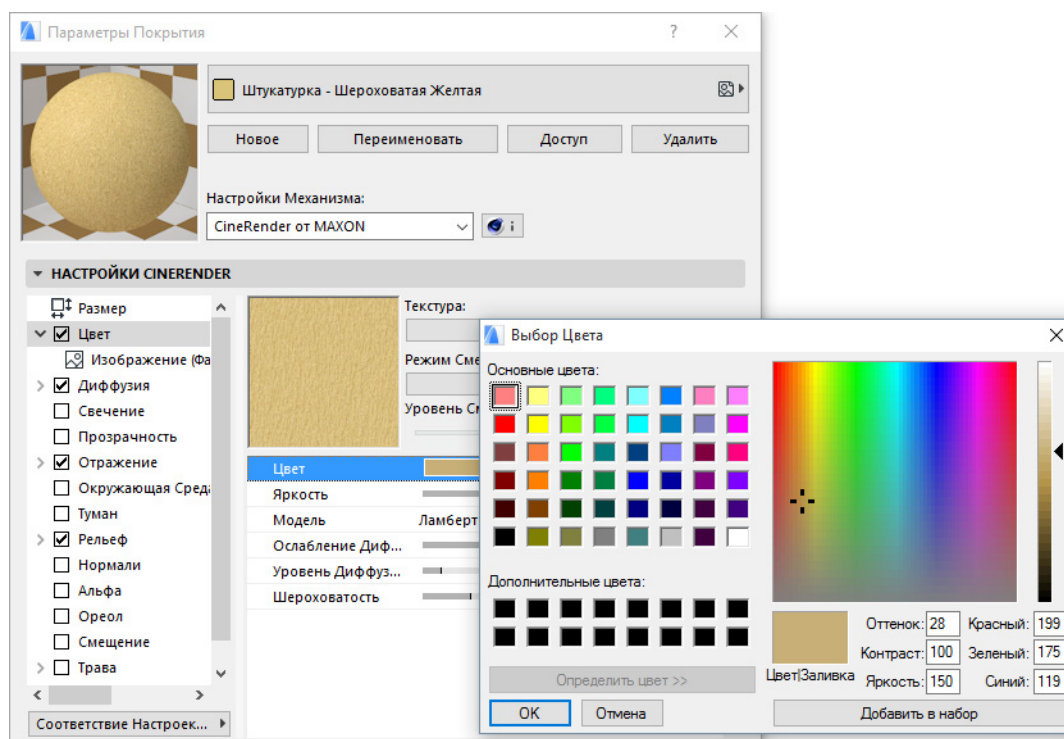 Параметры Покрытия
?
Штукатурка - Шероховатая Желтая
Новое
Переименовать
Доступ
Удалить
Настройки Механизма:
CineRender от MAXON
i
НАСТРОЙКИ CINERENDER
Размер
Цвет
Изображение (Фа
Диффузия
Свечение
Прозрачность
Отражение
Окружающая Среда
Туман
Рельеф
Нормали
Альфа
Ореол
Смещение
Трава
Соответствие Настроек...
Текстура:
Режим Сме
Уровень См
Цвет
Яркость
Модель Ламберт
Ослабление Диф...
Уровень Диффуз...
Шероховатость
Выбор Цвета
Основные цвета:
Дополнительные цвета:
Определить цвет >>
OK
Отмена
Цвет|Заливка
Оттенок: 28 Красный: 199
Контраст: 100 Зеленый: 175
Яркость: 150 Синий: 119
Добавить в набор